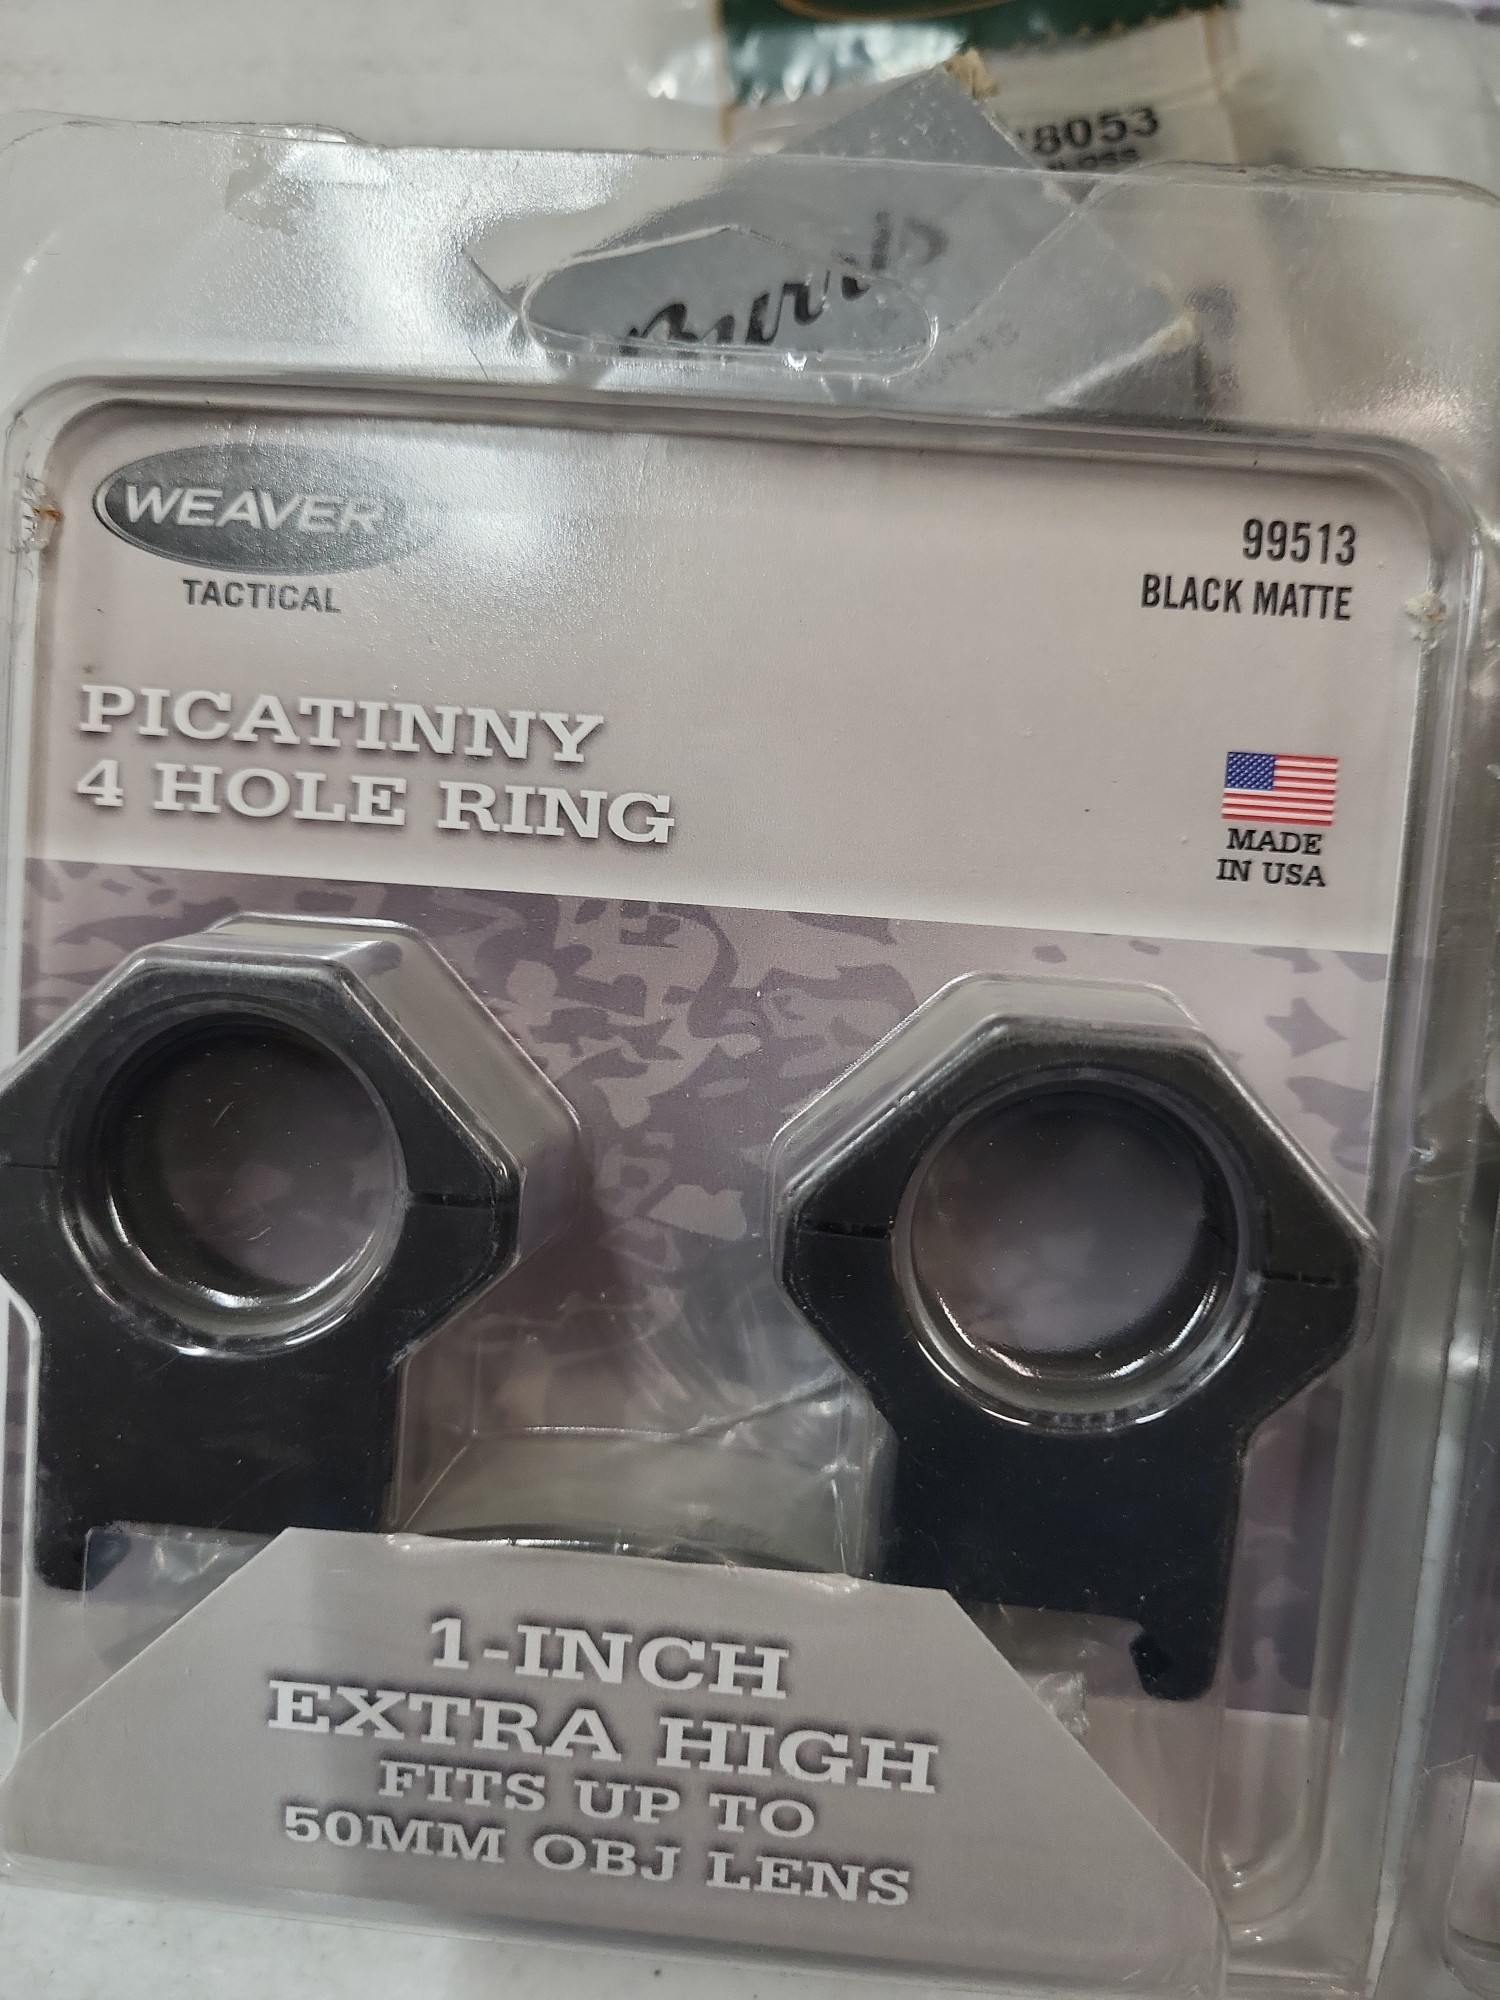 8053
Burris
WEAVER
TACTICAL
99513
BLACK MATTE
PICATINNY
4 HOLE RING
MADE
IN USA
1-INCH
EXTRA HIGH
FITS UP TO
50MM OBJ LENS